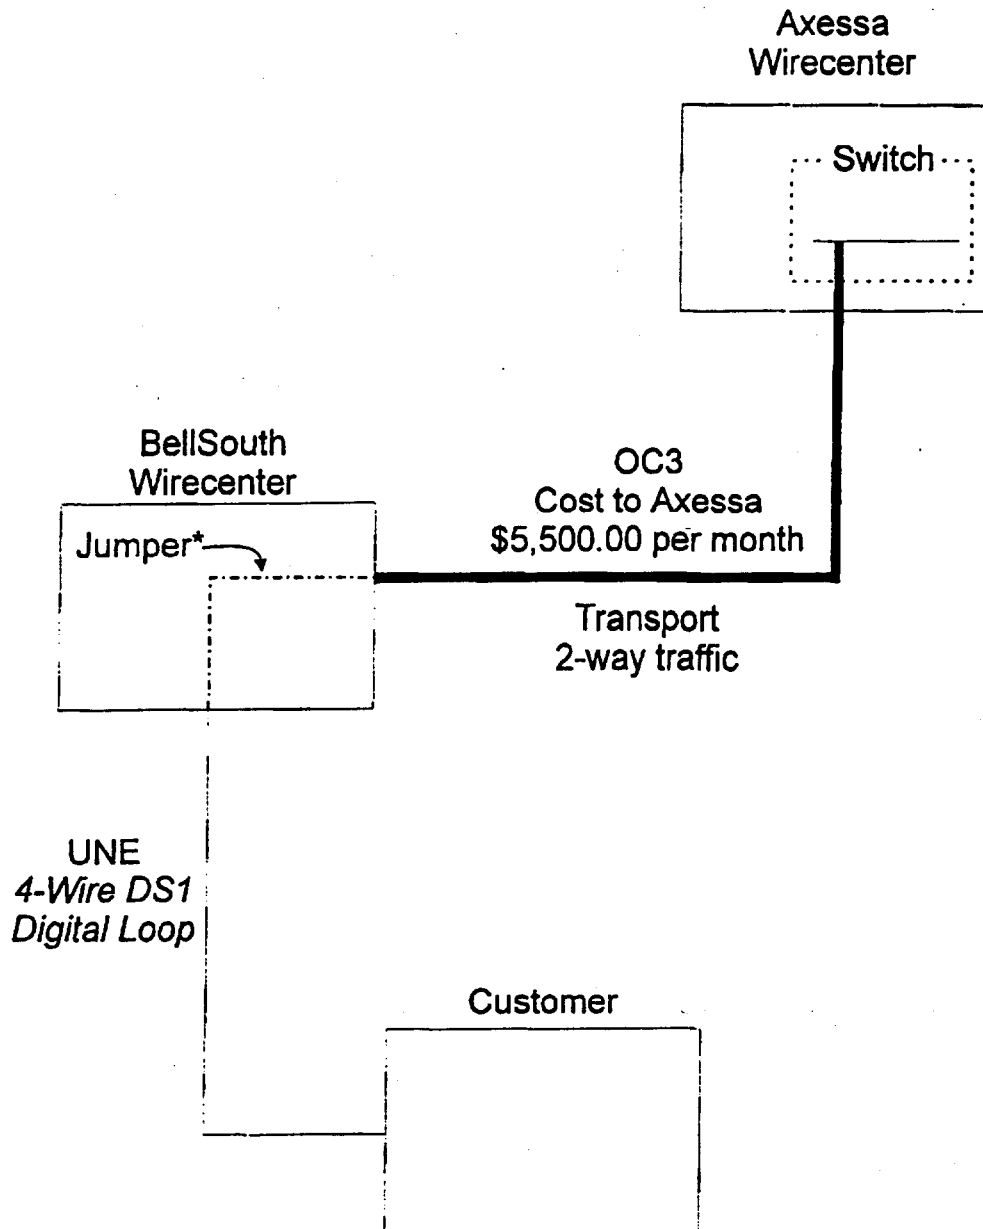 Axessa
Wirecenter
Switch
BellSouth
Wirecenter
Jumper*
OC3
Cost to Axessa
$5,500.00 per month
Transport
2-way traffic
UNE
4-Wire DS1
Digital Loop
Customer